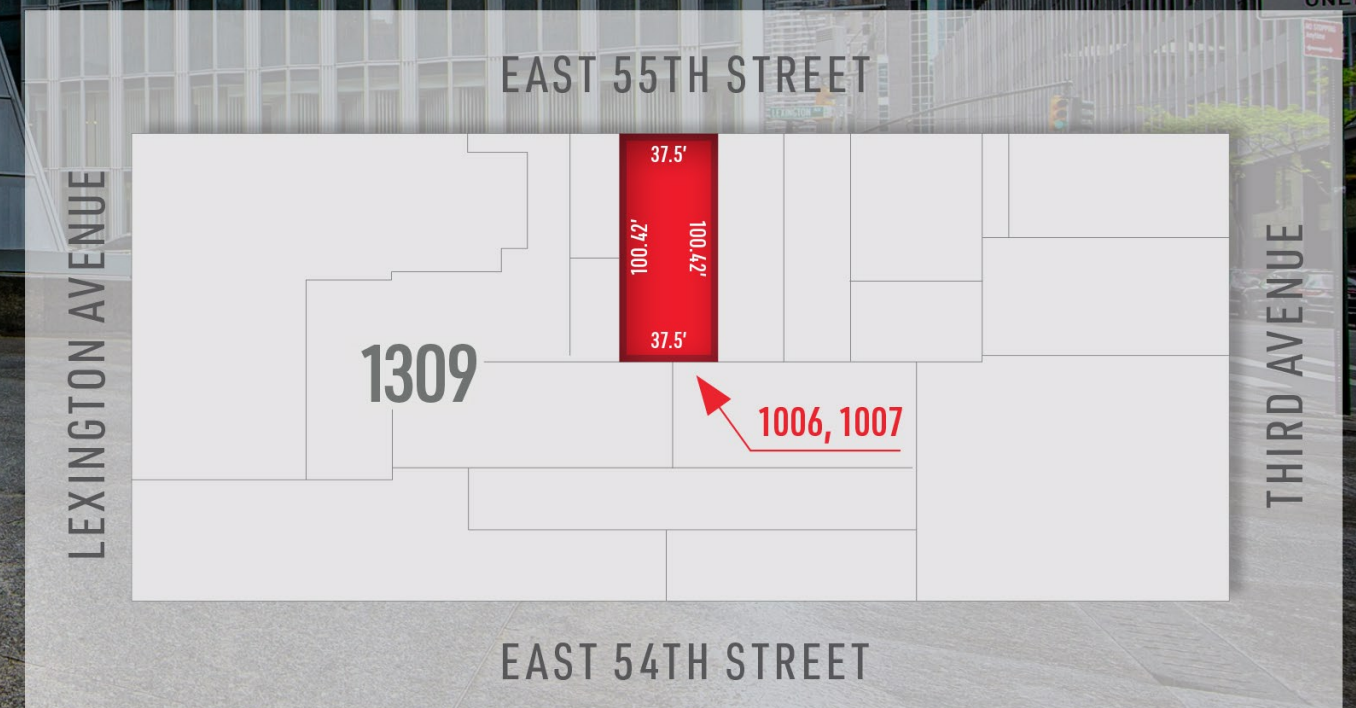 EAST 55TH STREET
LEXINGTON AVENUE
37.5'
100.42'
100.42'
37.5'
1309
1006, 1007
THIRD AVENUE
EAST 54TH STREET